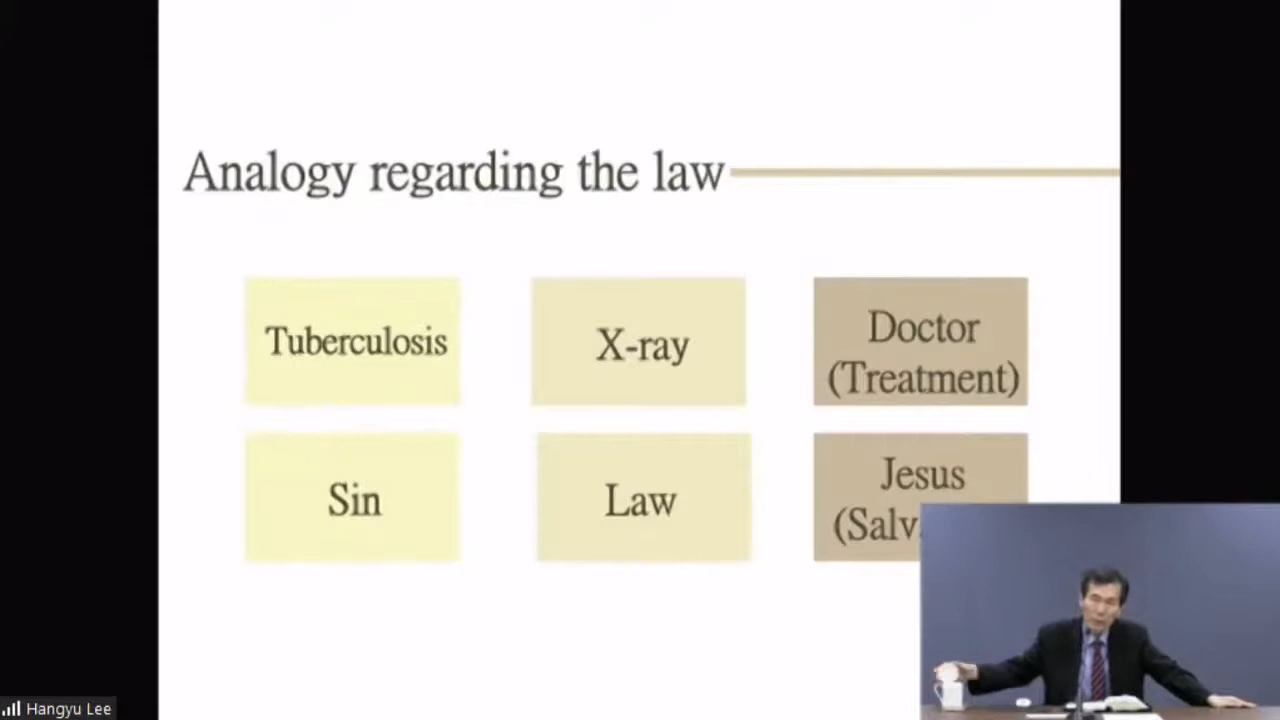 Analogy regarding the law
Tuberculosis
X-ray
Doctor
(Treatment)
Sin
Law
Jesus
Hangyu Lee